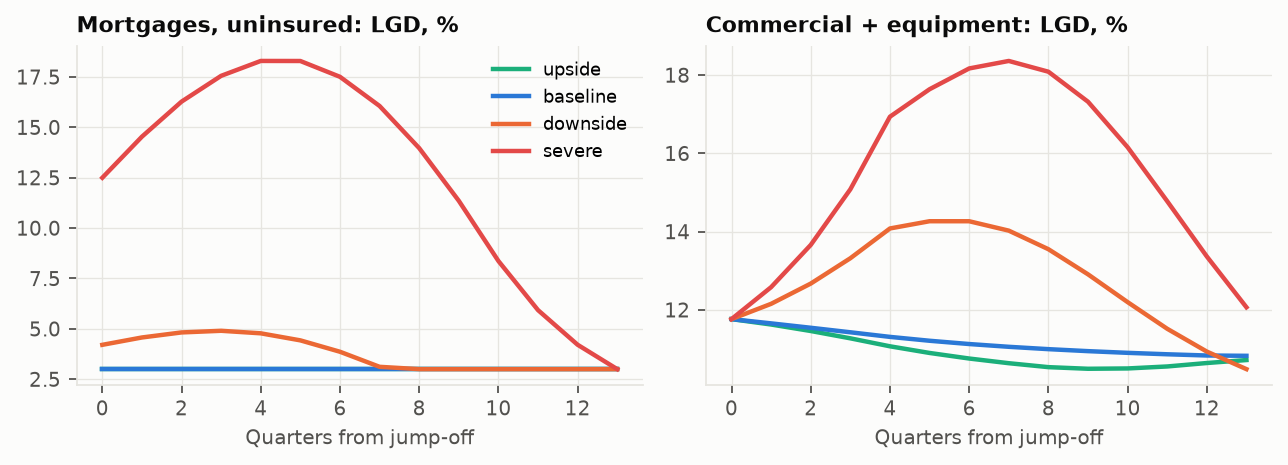 Mortgages, uninsured: LGD, %
17.5
15.0
12.5
10.0
7.5
5.0
2.5
0 2 4 6 8 10 12
Quarters from jump-off
upside
baseline
downside
severe
Commercial + equipment: LGD, %
18
16
14
12
0 2 4 6 8 10 12
Quarters from jump-off